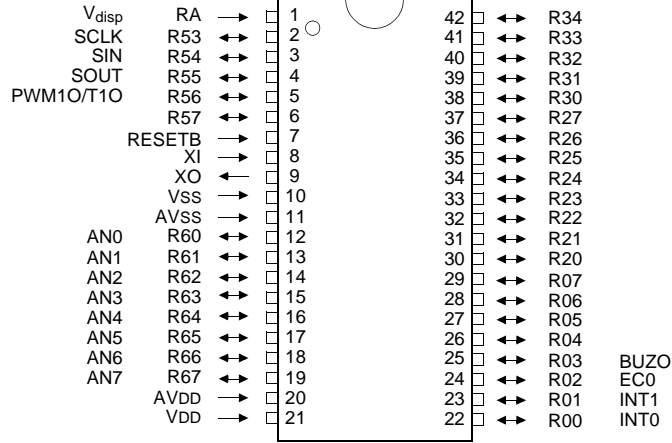 Vdisp RA 1 42 R34
SCLK R53 2 41 R33
SIN R54 3 40 R32
SOUT R55 4 39 R31
PWM1O/T1O R56 5 38 R30
R57 6 37 R27
RESETB 7 36 R26
XI 8 35 R25
XO 9 34 R24
VSS 10 33 R23
AVSS 11 32 R22
AN0 R60 12 31 R21
AN1 R61 13 30 R20
AN2 R62 14 29 R07
AN3 R63 15 28 R06
AN4 R64 16 27 R05
AN5 R65 17 26 R04
AN6 R66 18 25 R03 BUZO
AN7 R67 19 24 R02 EC0
AVDD 20 23 R01 INT1
VDD 21 22 R00 INT0